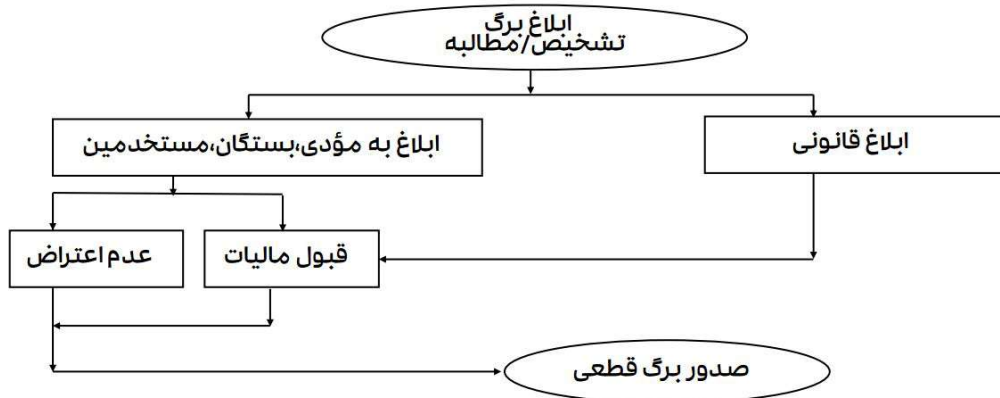 ابلاغ برگ
تشخیص/مطالبه
ابلاغ قانونی
ابلاغ به مؤدی،بستگان،مستخدمین
قبول مالیات
عدم اعتراض
صدور برگ قطعی